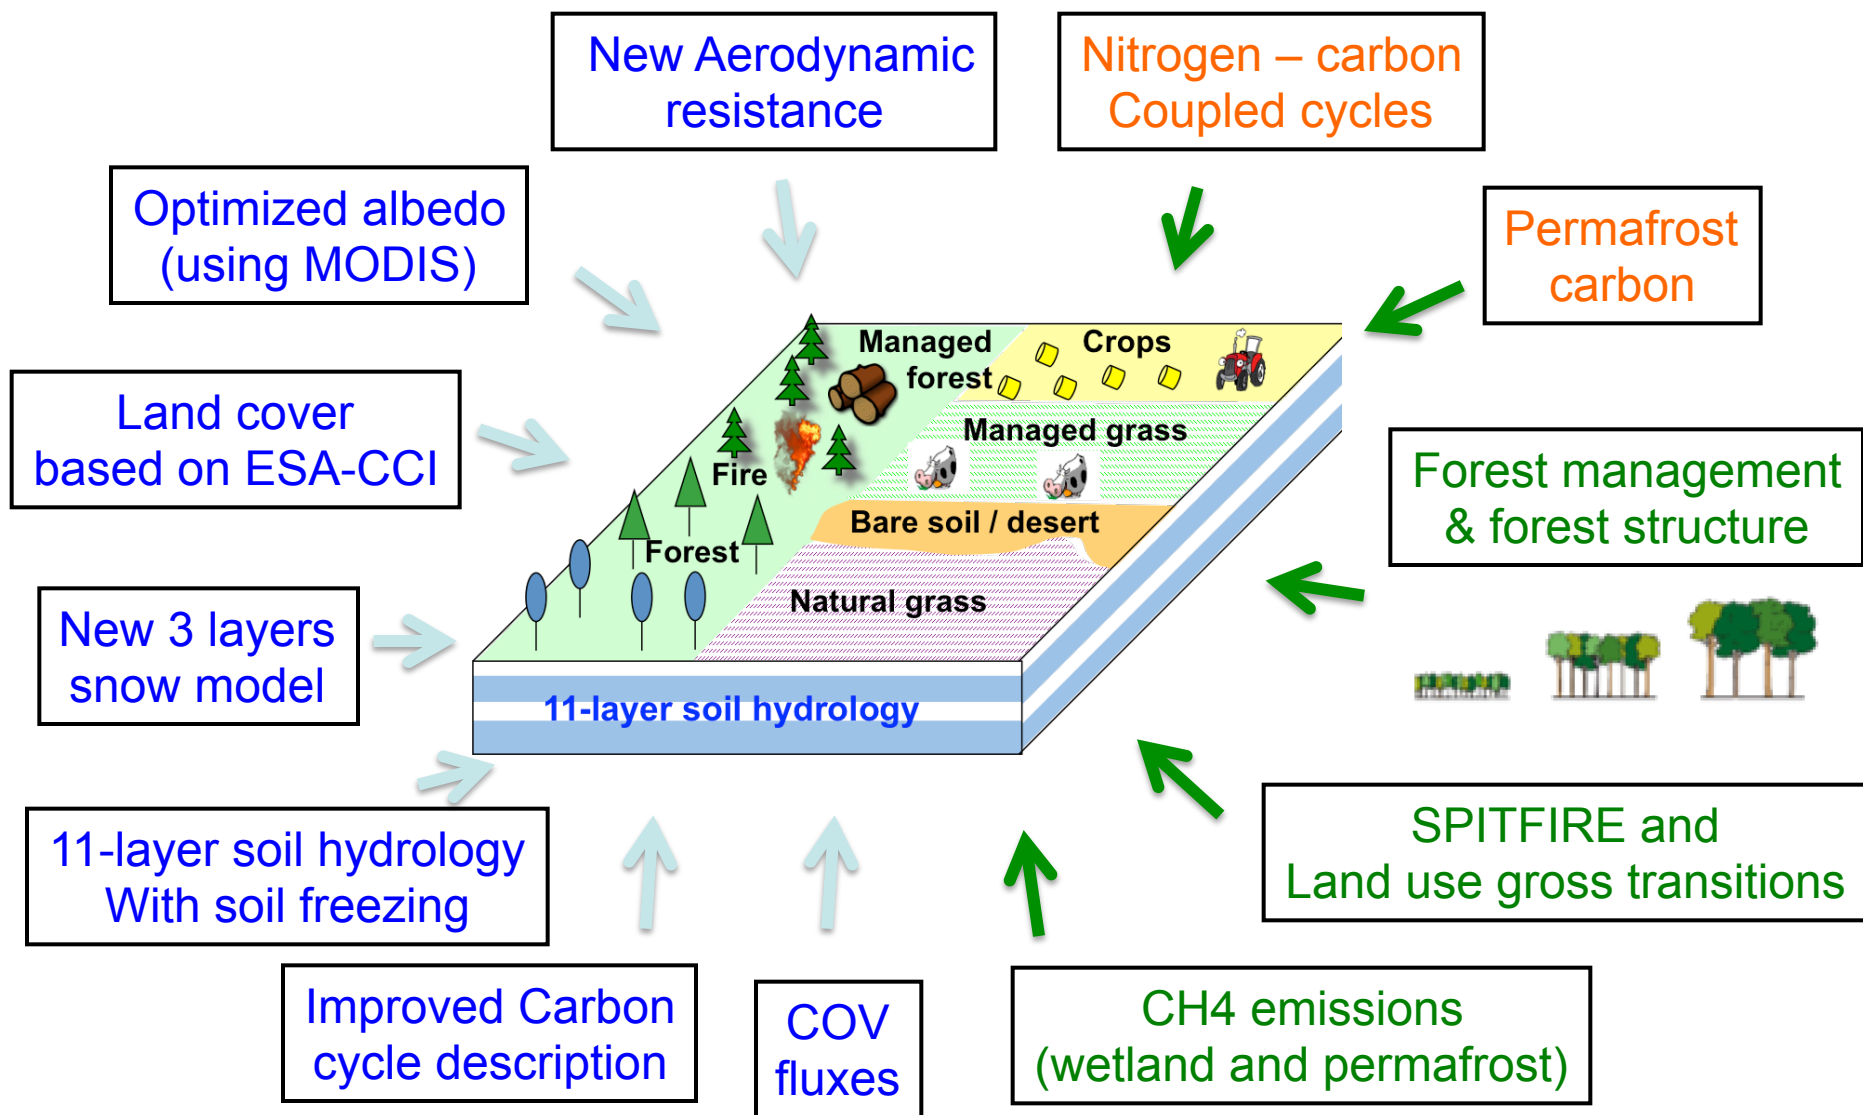 New Aerodynamic
resistance
Nitrogen – carbon
Coupled cycles
Optimized albedo
(using MODIS)
Permafrost
carbon
Land cover
based on ESA-CCI
Managed
forest
Crops
Managed grass
Fire
Bare soil / desert
Forest
Natural grass
11-layer soil hydrology
Forest management
& forest structure
New 3 layers
snow model
11-layer soil hydrology
With soil freezing
SPITFIRE and
Land use gross transitions
Improved Carbon
cycle description
COV
fluxes
CH4 emissions
(wetland and permafrost)